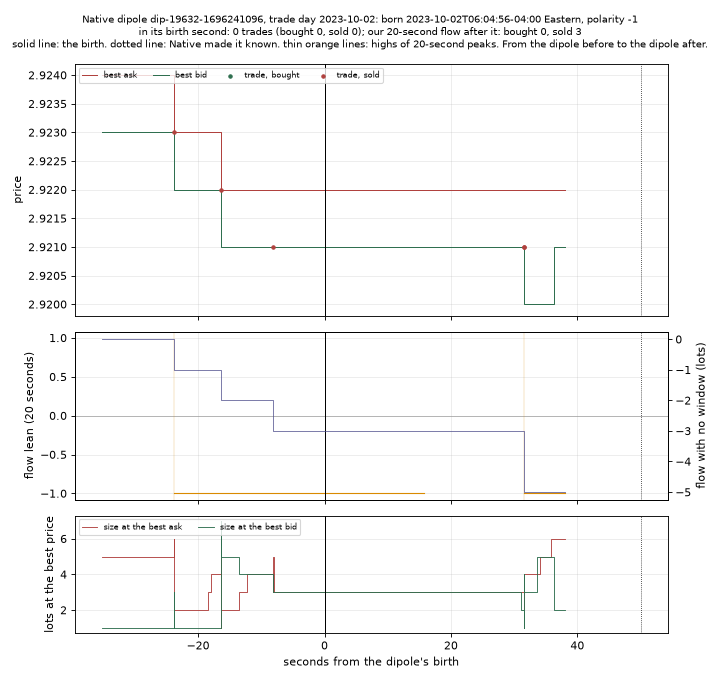 Native dipole dip-19632-1696241096, trade day 2023-10-02: born 2023-10-02T06:04:56-04:00 Eastern, polarity -1
in its birth second: 0 trades (bought 0, sold 0); our 20-second flow after it: bought 0, sold 3
solid line: the birth. dotted line: Native made it known. thin orange lines: highs of 20-second peaks. From the dipole before to the dipole after.
best ask best bid trade, bought trade, sold
2.9240
2.9235
2.9230
2.9225
2.9220
2.9215
2.9210
2.9205
2.9200
price
1.0
0.5
0.0
−0.5
−1.0
flow lean (20 seconds)
0
−1
−2
−3
−4
−5
flow with no window (lots)
size at the best ask size at the best bid
6
4
2
lots at the best price
−20 0 20 40
seconds from the dipole's birth